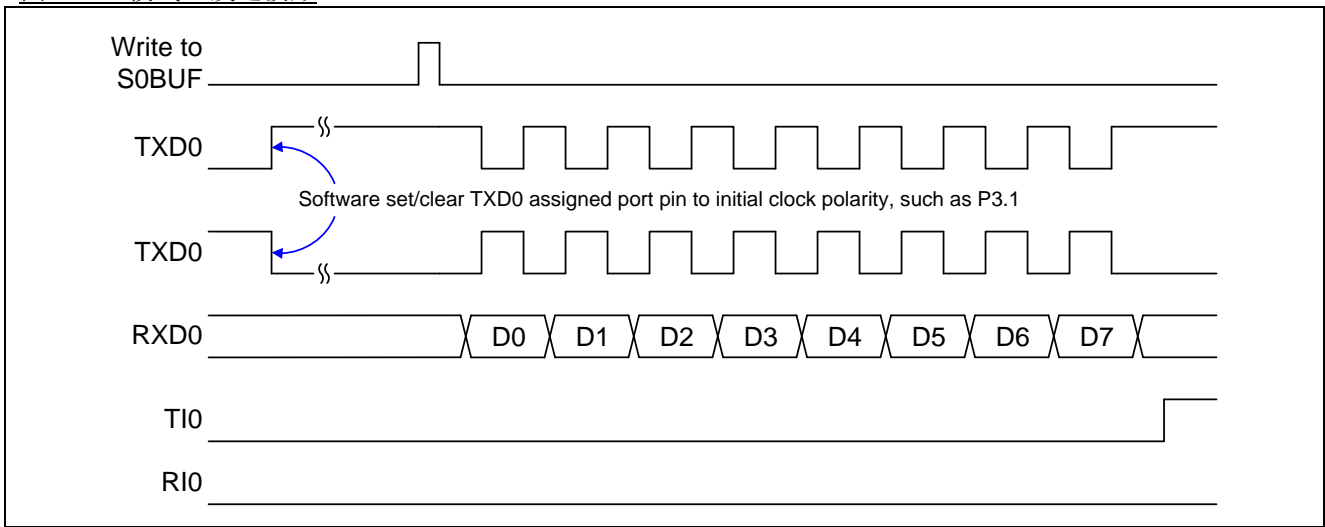 Write to
S0BUF
TXD0
Software set/clear TXD0 assigned port pin to initial clock polarity, such as P3.1
TXD0
RXD0 D0 D1 D2 D3 D4 D5 D6 D7
TI0
RI0